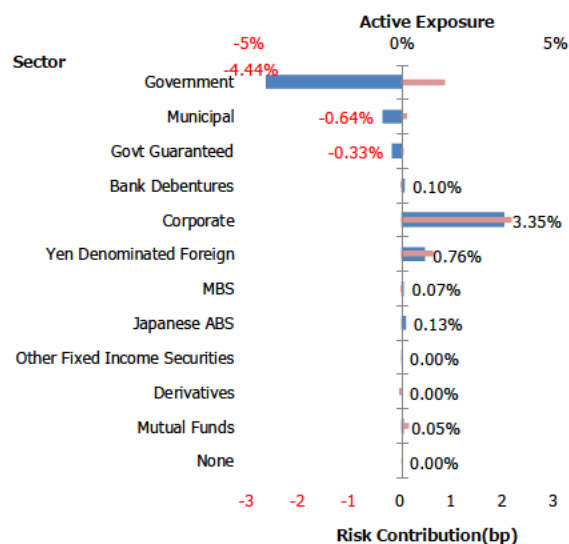 Active Exposure
-5% 0% 5%
Sector
-4.44%
Government
Municipal -0.64%
Govt Guaranteed -0.33%
Bank Debentures 0.10%
Corporate 3.35%
Yen Denominated Foreign 0.76%
MBS 0.07%
Japanese ABS 0.13%
Other Fixed Income Securities 0.00%
Derivatives 0.00%
Mutual Funds 0.05%
None 0.00%
-3 -2 -1 0 1 2 3
Risk Contribution(bp)